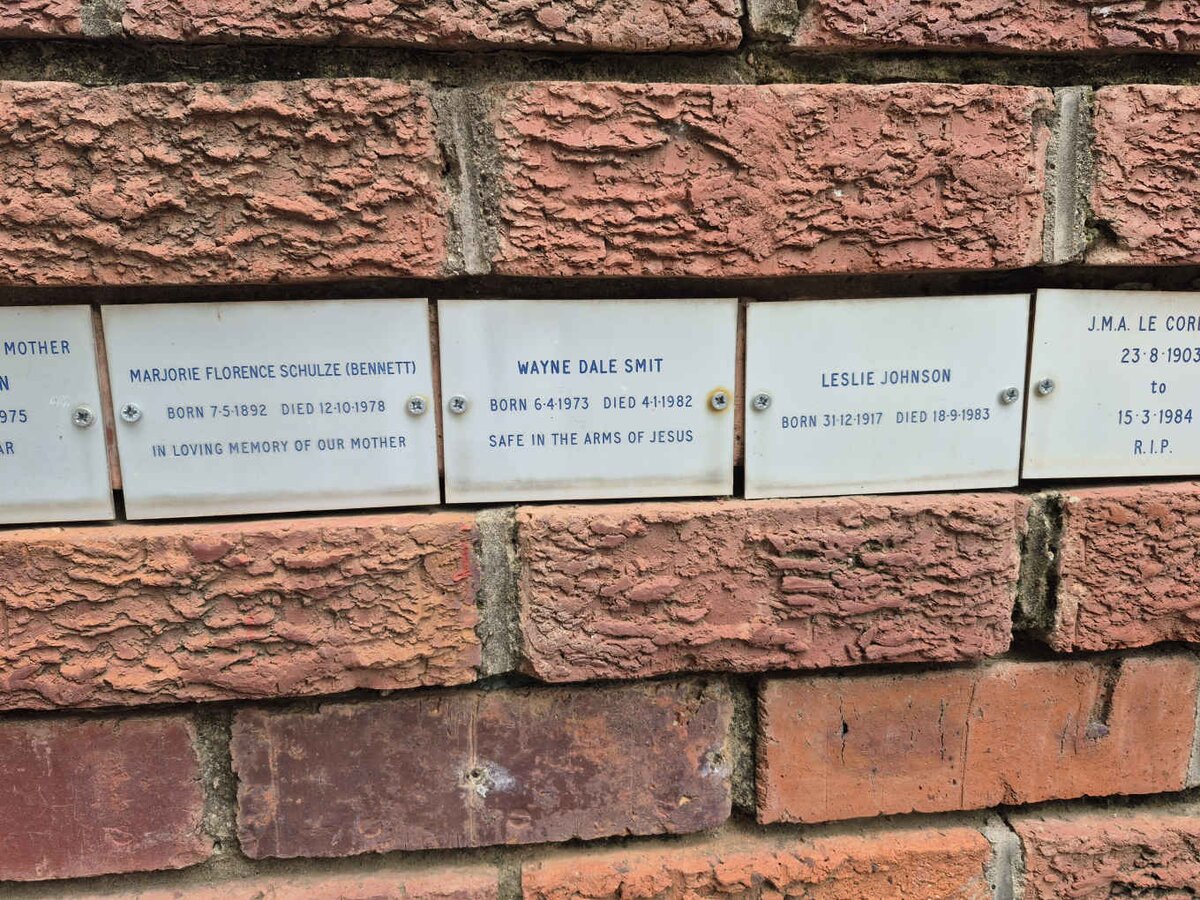 MOTHER
N
975
AR
MARJORIE FLORENCE SCHULZE (BENNETT)
BORN 7·5·1892 DIED 12·10·1978
IN LOVING MEMORY OF OUR MOTHER
WAYNE DALE SMIT
BORN 6·4·1973 DIED 4·1·1982
SAFE IN THE ARMS OF JESUS
LESLIE JOHNSON
BORN 31·12·1917 DIED 18·9·1983
J.M.A. LE
23·8·1903
to
15·3·1984
R.I.P.